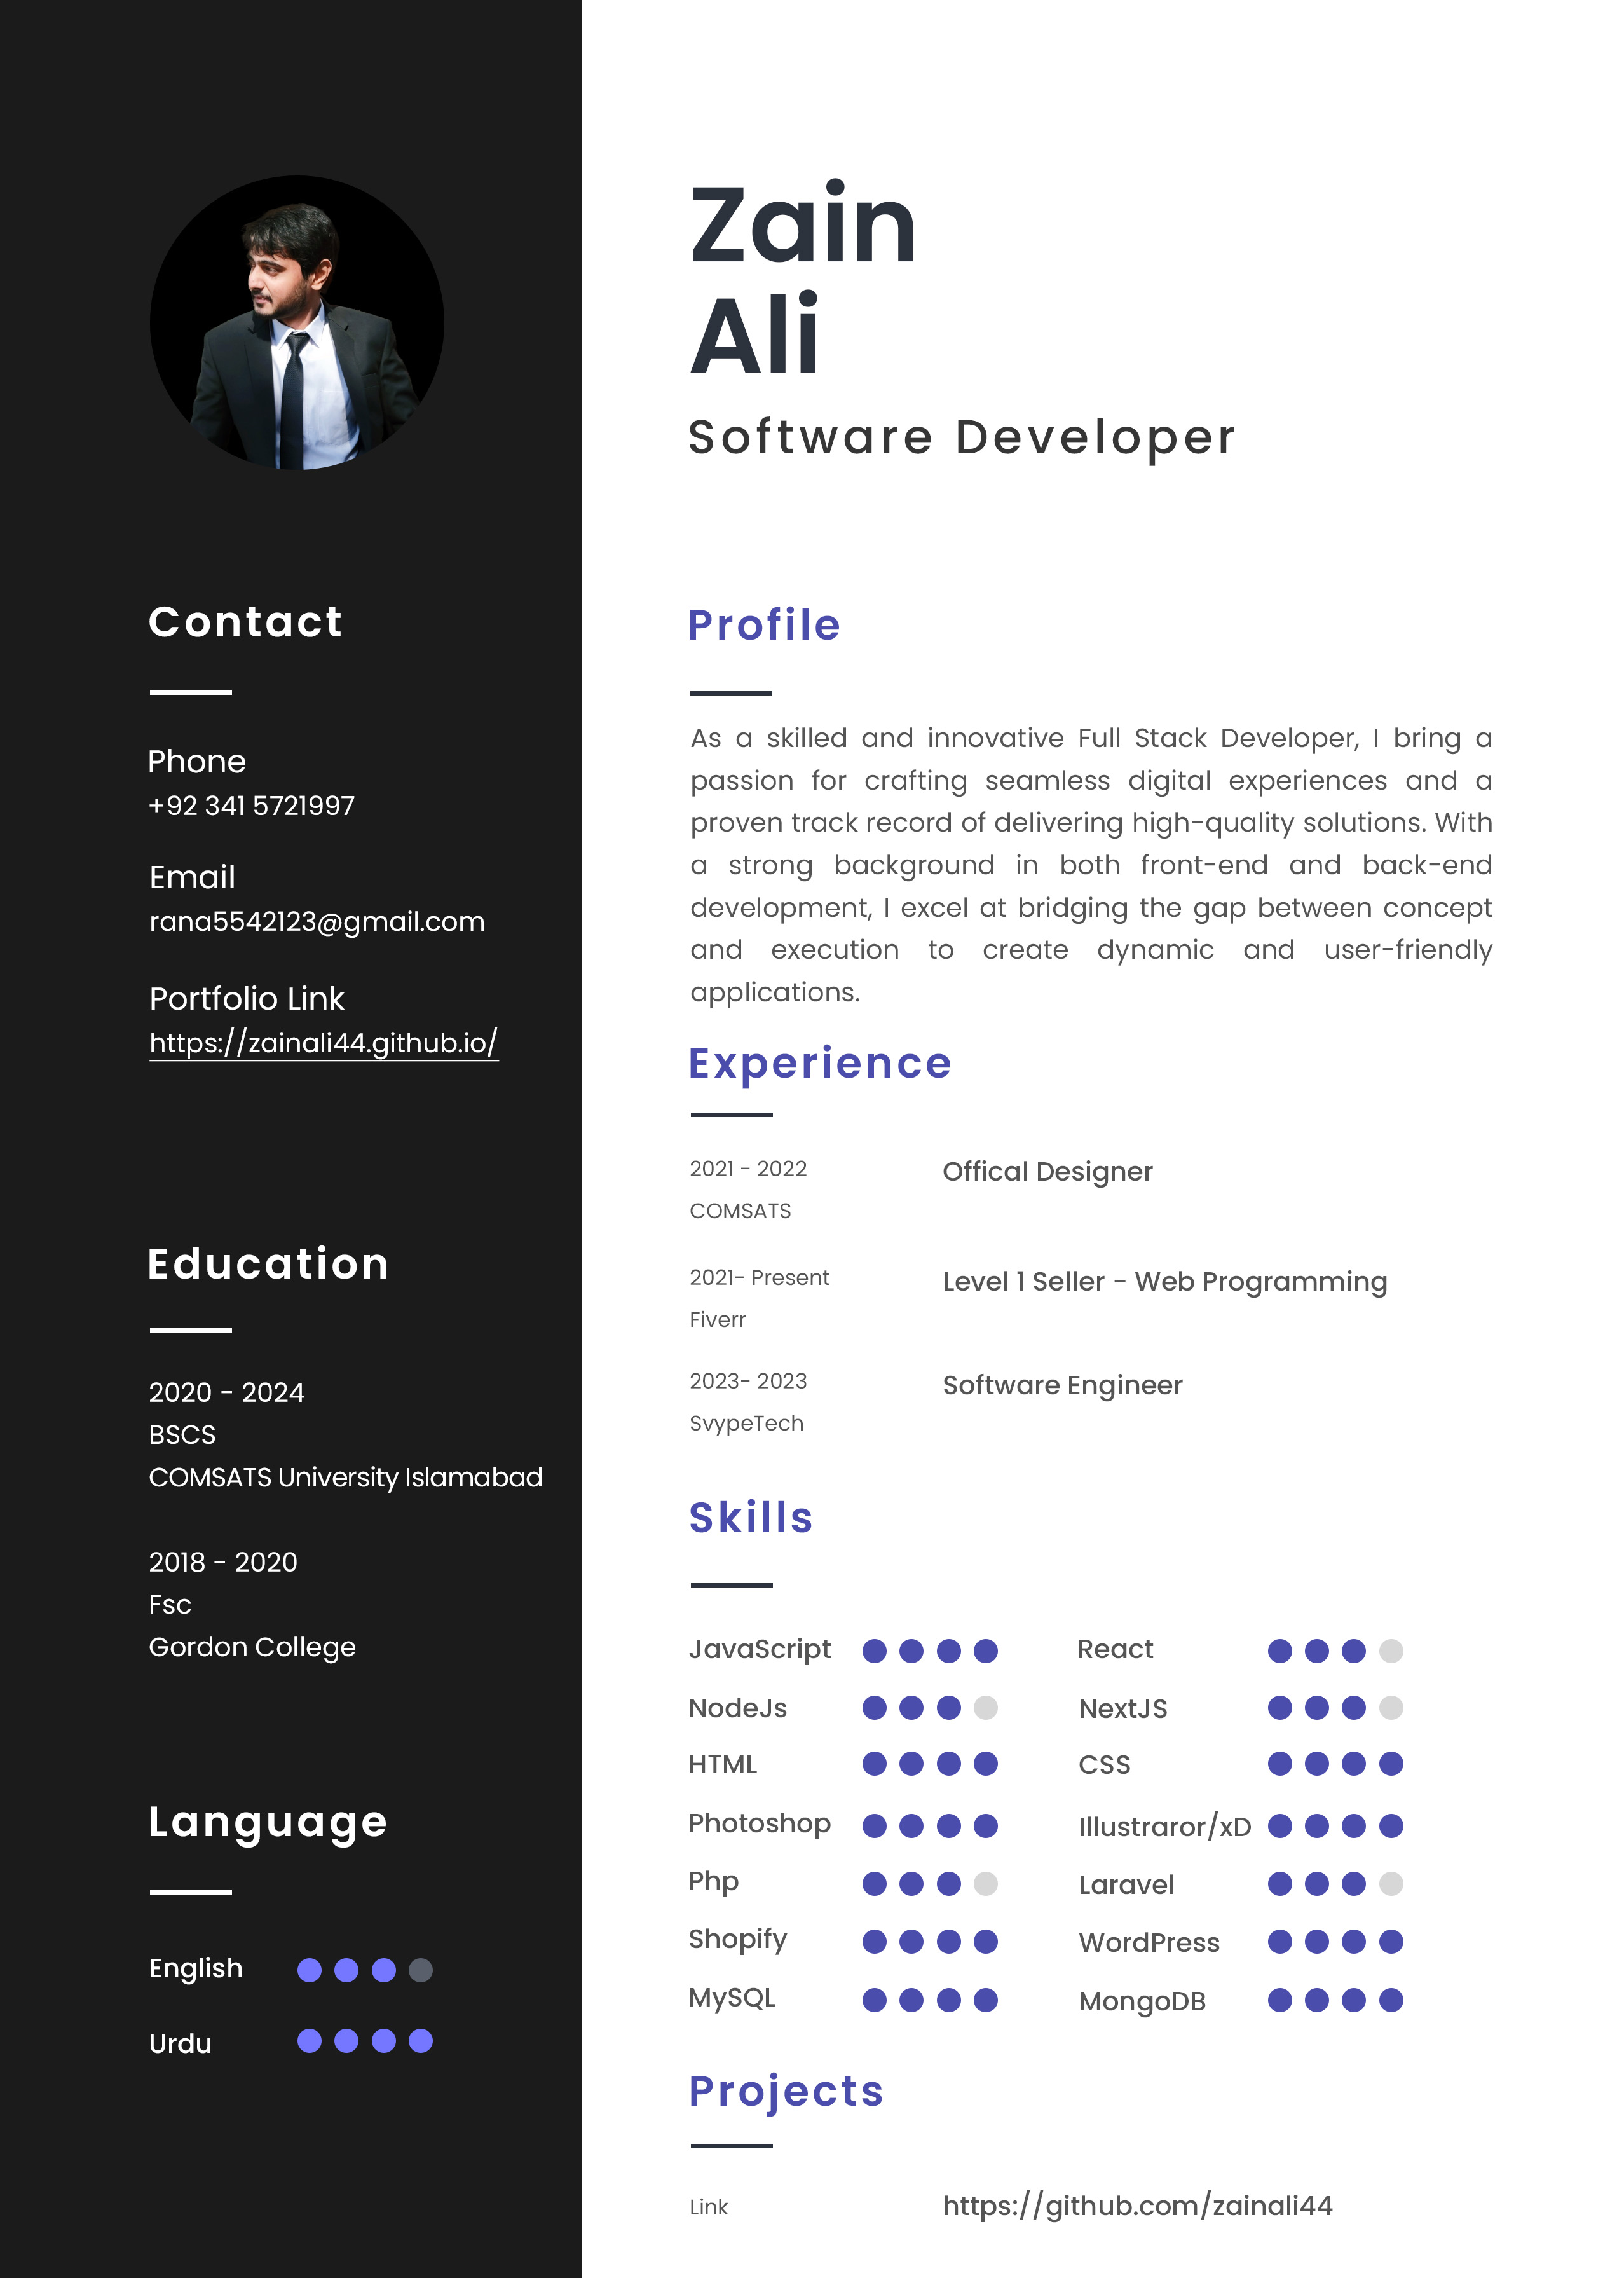 Zain
Ali
Software Developer
Contact
Phone
+92 341 5721997
Email
rana5542123@gmail.com
Portfolio Link
https://zainali44.github.io/
Education
2020 - 2024
BSCS
COMSATS University Islamabad
2018 - 2020
Fsc
Gordon College
Language
English
Urdu
Profile
As a skilled and innovative Full Stack Developer, I bring a
passion for crafting seamless digital experiences and a
proven track record of delivering high-quality solutions. With
a strong background in both front-end and back-end
development, I excel at bridging the gap between concept
and execution to create dynamic and user-friendly
applications.
Experience
2021 - 2022 Offical Designer
COMSATS
2021- Present Level 1 Seller - Web Programming
Fiverr
2023- 2023 Software Engineer
SvypeTech
Skills
JavaScript React
NodeJs NextJS
HTML CSS
Photoshop Illustraror/xD
Php Laravel
Shopify WordPress
MySQL MongoDB
Projects
Link https://github.com/zainali44